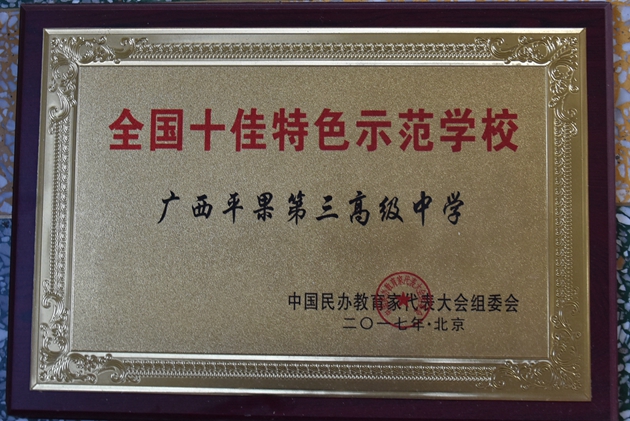 全国十佳特色示范学校
广西平果第三高级中学
中国民办教育家代表大会组委会
二〇一七年·北京